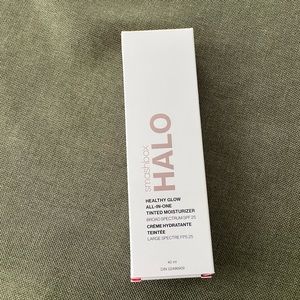 smashbox
HALO
HEALTHY GLOW
ALL-IN-ONE
TINTED MOISTURIZER
BROAD SPECTRUM SPF 25
CRÈME HYDRATANTE
TEINTÉE
LARGE SPECTRE FPS 25
40 ml